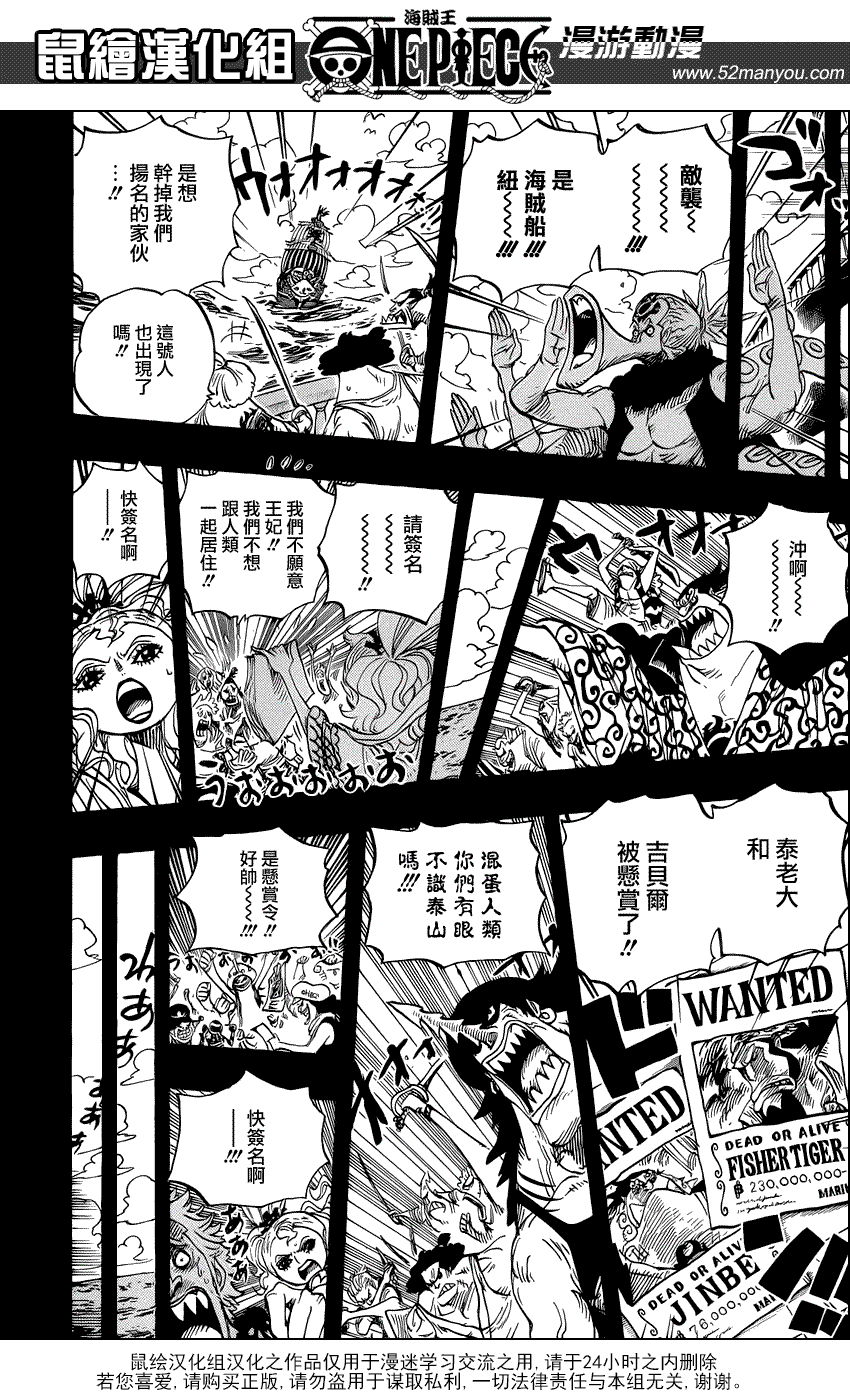 鼠繪漢化組
海賊王
ONE PIECE
漫游動漫
www.52manyou.com
敵襲〜〜〜!!!
是
海賊船〜〜〜!!!
紐〜〜〜!!!
ウオオオオオ
是想
幹掉我們
揚名的家伙
…!!
這號人
也出現了
嗎!!
沖啊〜〜〜
〜〜〜!!
請簽名
〜〜〜
〜〜!!
我們不願意
王妃!!
我們不想
跟人類
一起居住!!
快簽名啊
——!!
つおおおおおお
泰老大
和
吉貝爾
被懸賞了!!
WANTED
DEAD OR ALIVE
FISHER TIGER
230,000,000-
MARIN
NTED
DEAD OR ALIVE
JINBE
76,000,000
混蛋人類
你們有眼
不識泰山
嗎!!!
是懸賞令!!
好帥〜〜〜!!!
快簽名啊
——!!!
鼠绘汉化组汉化之作品仅用于漫迷学习交流之用, 请于24小时之内删除
若您喜爱, 请购买正版, 请勿盗用于谋取私利, 一切法律责任与本组无关, 谢谢.